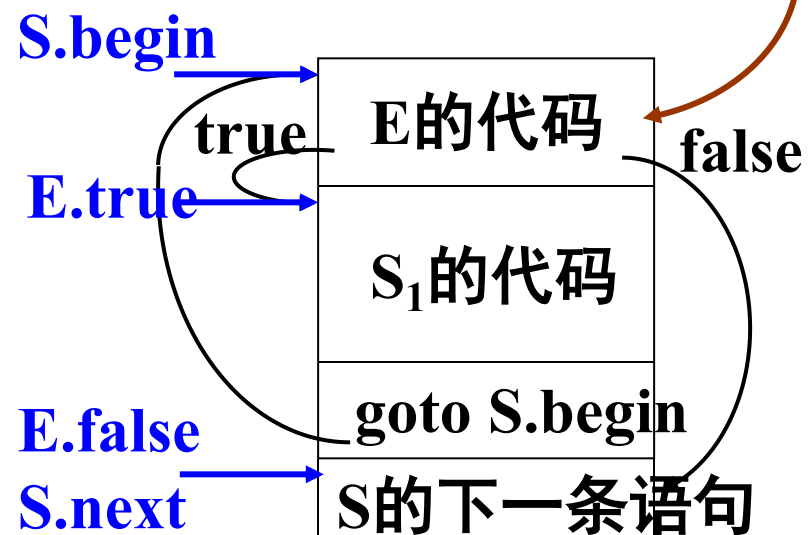 S.begin
E的代码
true
false
E.true
S₁的代码
goto S.begin
E.false
S.next
S的下一条语句